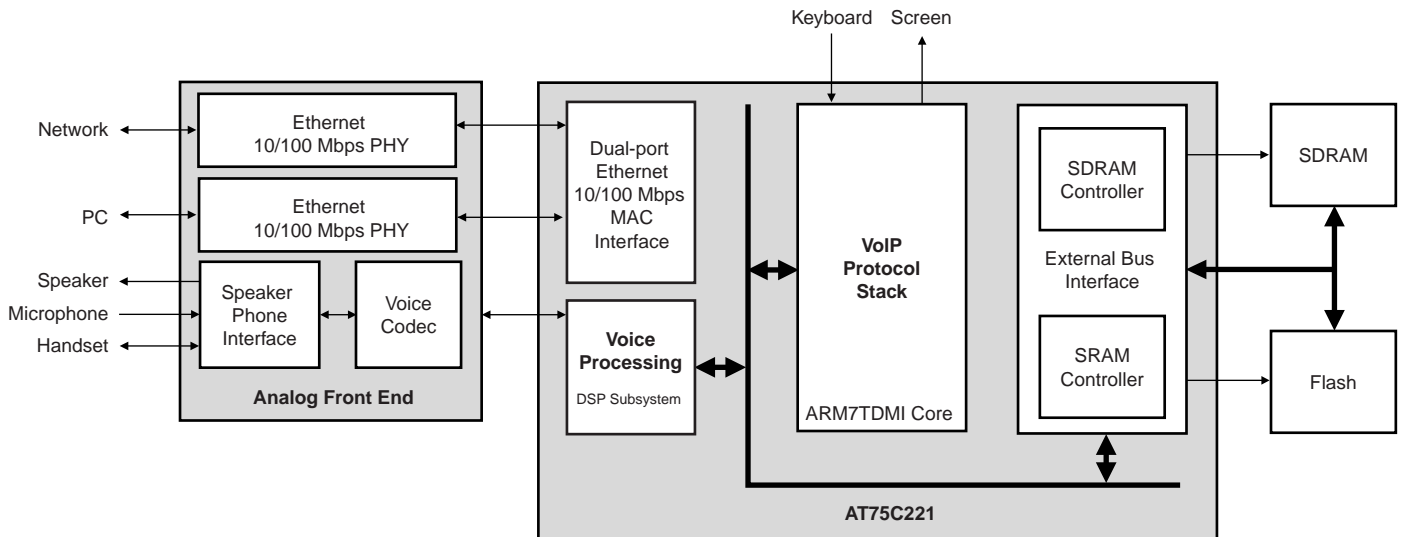 Keyboard
Screen
Network
Ethernet
10/100 Mbps PHY
PC
Ethernet
10/100 Mbps PHY
Speaker
Microphone
Handset
Speaker
Phone
Interface
Voice
Codec
Analog Front End
Dual-port
Ethernet
10/100 Mbps
MAC
Interface
Voice
Processing
DSP Subsystem
VoIP
Protocol
Stack
ARM7TDMI Core
SDRAM
Controller
External Bus
Interface
SRAM
Controller
AT75C221
SDRAM
Flash